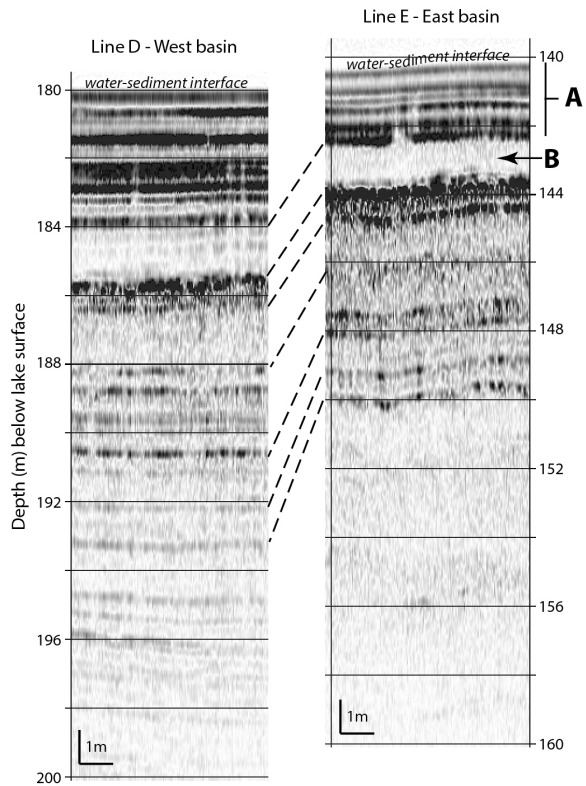 Line D - West basin
water-sediment interface
180
184
188
192
196
200
Depth (m) below lake surface
1m
Line E - East basin
water-sediment interface
140
144
148
152
156
160
1m
A
B